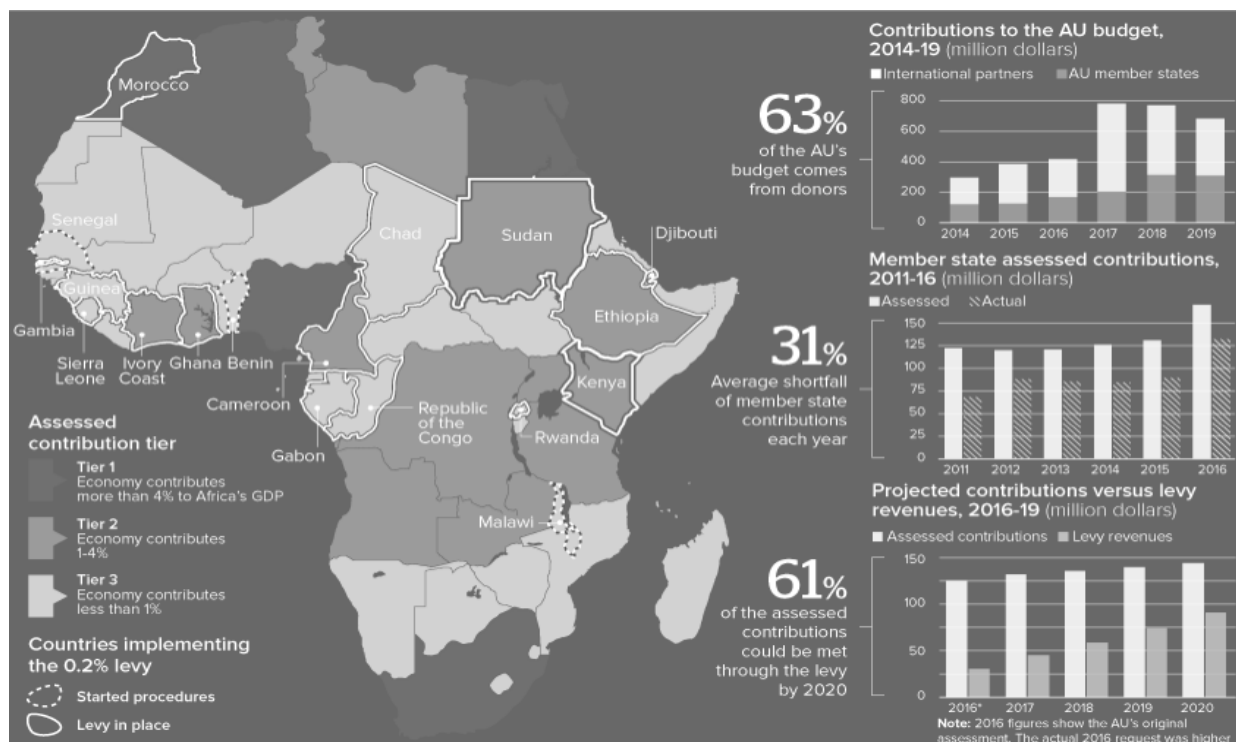 Morocco
Senegal
Guinea
Gambia
Sierra
Leone
Ivory
Coast
Ghana
Benin
Cameroon
Gabon
Chad
Sudan
Djibouti
Ethiopia
Kenya
Republic
of the
Congo
Rwanda
Malawi
Assessed
contribution tier
Tier 1
Economy contributes
more than 4% to Africa's GDP
Tier 2
Economy contributes
1-4%
Tier 3
Economy contributes
less than 1%
Countries implementing
the 0.2% levy
Started procedures
Levy in place
63%
of the AU's
budget comes
from donors
Contributions to the AU budget,
2014-19 (million dollars)
International partners AU member states
800
600
400
200
0
2014 2015 2016 2017 2018 2019
31%
Average shortfall
of member state
contributions
each year
Member state assessed contributions,
2011-16 (million dollars)
Assessed Actual
150
125
100
75
50
25
0
2011 2012 2013 2014 2015 2016
61%
of the assessed
contributions
could be met
through the levy
by 2020
Projected contributions versus levy
revenues, 2016-19 (million dollars)
Assessed contributions Levy revenues
150
100
50
0
2016* 2017 2018 2019 2020
Note: 2016 figures show the AU's original
assessment. The actual 2016 request was higher